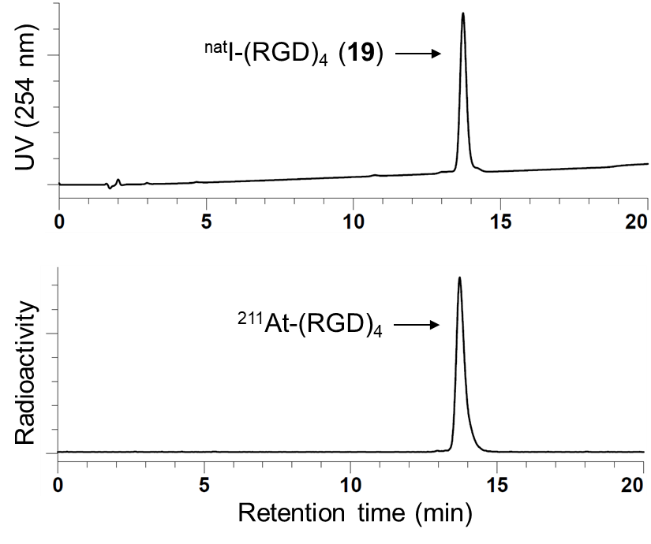 UV (254 nm)
natI-(RGD)4 (19)
0 5 10 15 20
Radioactivity
211At-(RGD)4
0 5 10 15 20
Retention time (min)